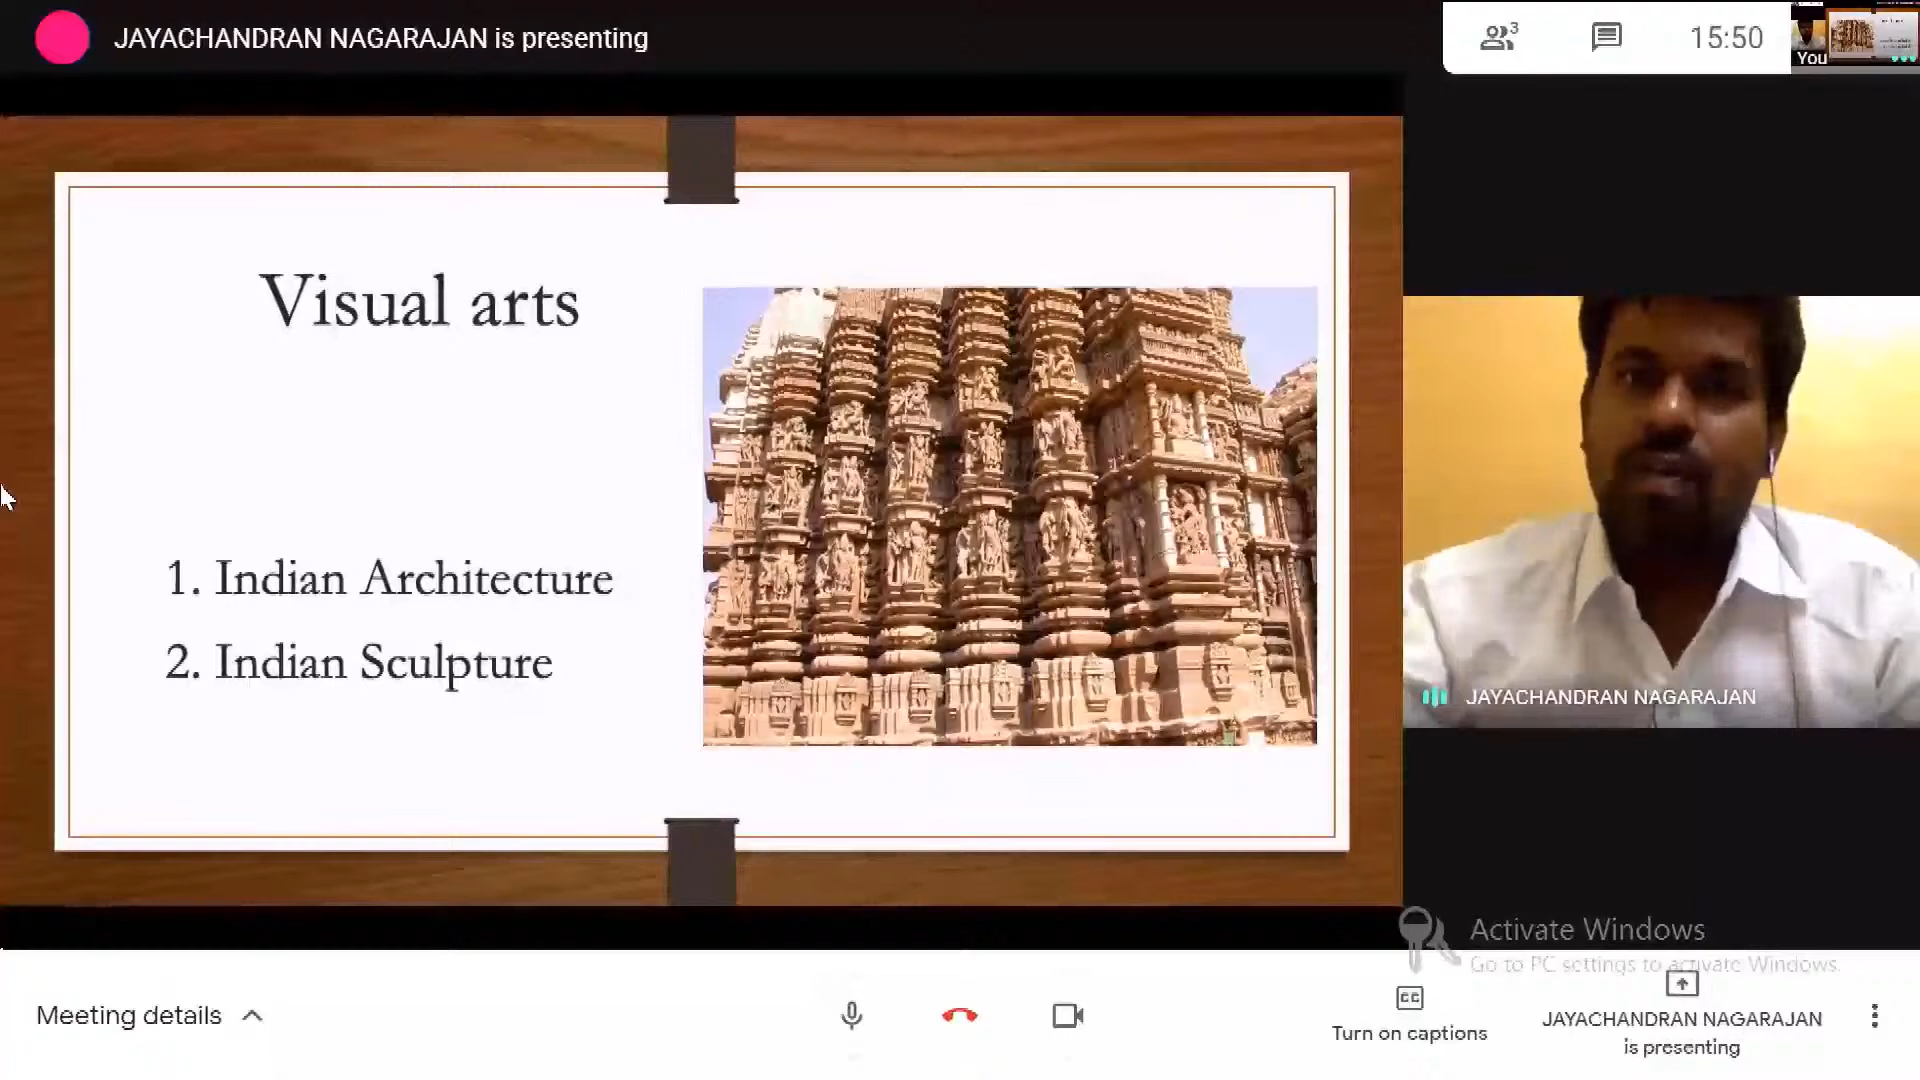 JAYACHANDRAN NAGARAJAN is presenting
3
15:50
You
Visual arts
1. Indian Architecture
2. Indian Sculpture
JAYACHANDRAN NAGARAJAN
Activate Windows
Go to PC settings to activate Windows.
Meeting details
CC
Turn on captions
JAYACHANDRAN NAGARAJAN
is presenting